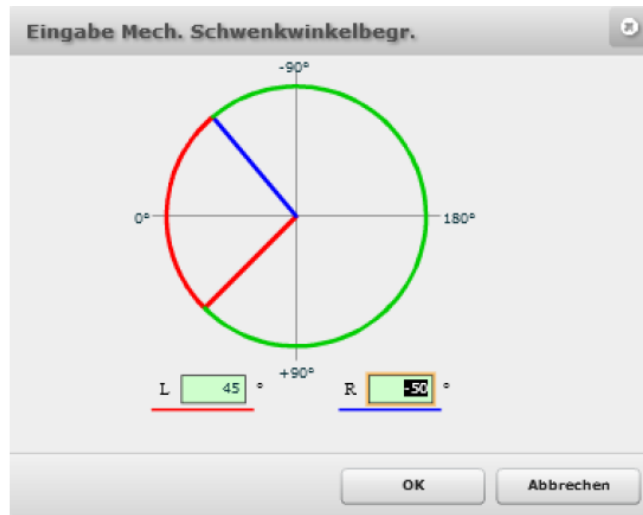 Eingabe Mech. Schwenkwinkelbegr.
-90°
0°
180°
+90°
L 45 ° R -50 °
OK Abbrechen